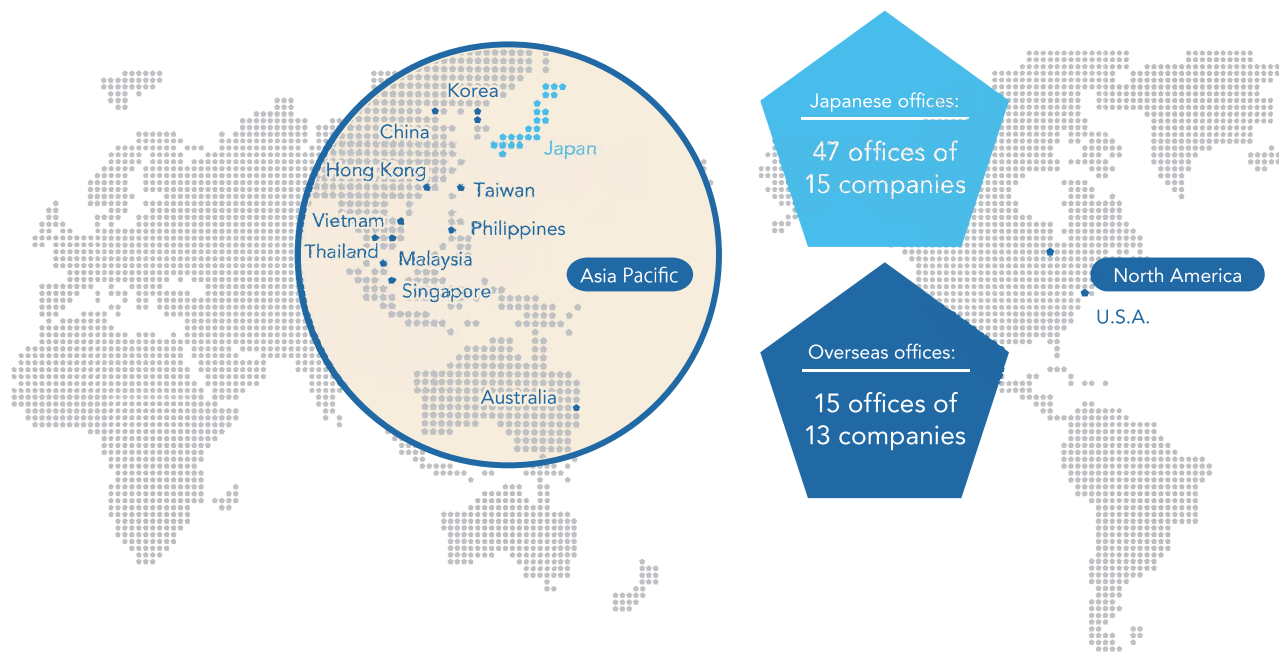 Korea
China
Japan
Hong Kong
Taiwan
Vietnam
Philippines
Thailand
Malaysia
Singapore
Asia Pacific
Australia
Japanese offices:
47 offices of
15 companies
Overseas offices:
15 offices of
13 companies
North America
U.S.A.